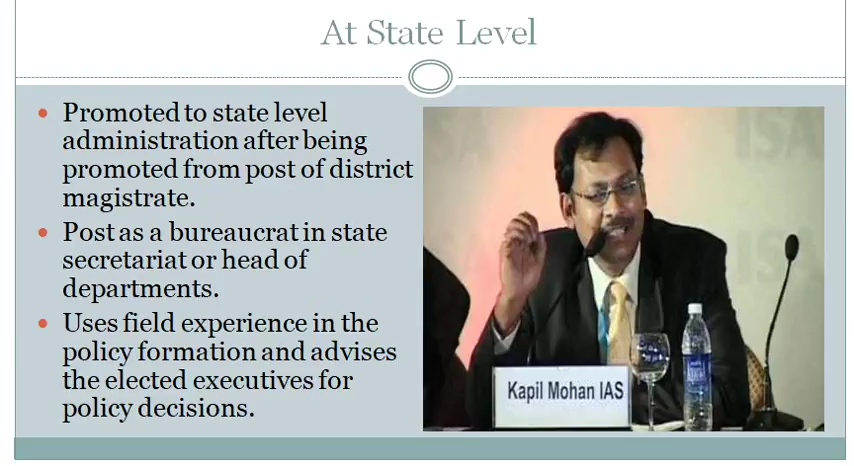 At State Level
Promoted to state level
administration after being
promoted from post of district
magistrate.
Post as a bureaucrat in state
secretariat or head of
departments.
Uses field experience in the
policy formation and advises
the elected executives for
policy decisions.
ISA
ISA
Kapil Mohan IAS